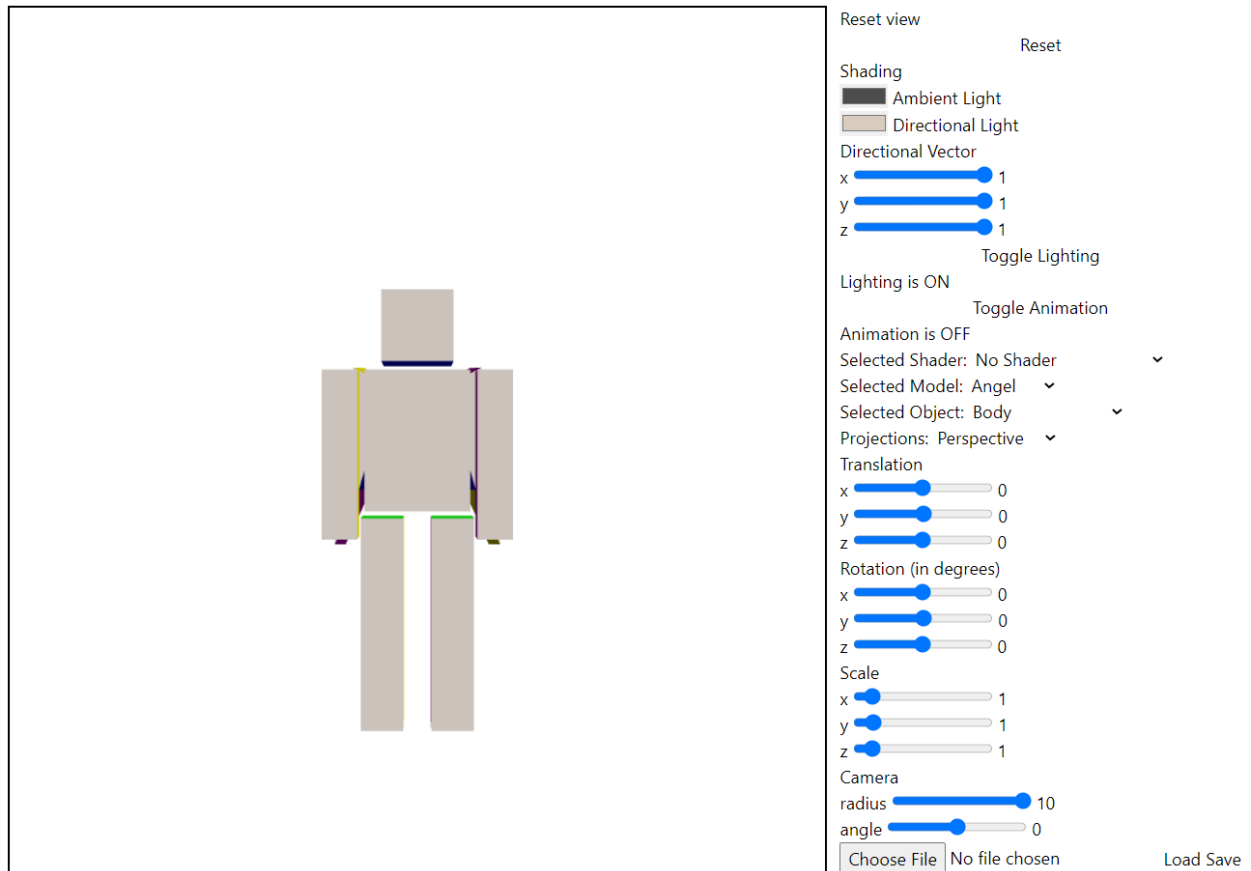 Reset view
Reset
Shading
Ambient Light
Directional Light
Directional Vector
x 1
y 1
z 1
Toggle Lighting
Lighting is ON
Toggle Animation
Animation is OFF
Selected Shader: No Shader
Selected Model: Angel
Selected Object: Body
Projections: Perspective
Translation
x 0
y 0
z 0
Rotation (in degrees)
x 0
y 0
z 0
Scale
x 1
y 1
z 1
Camera
radius 10
angle 0
Choose File No file chosen Load Save